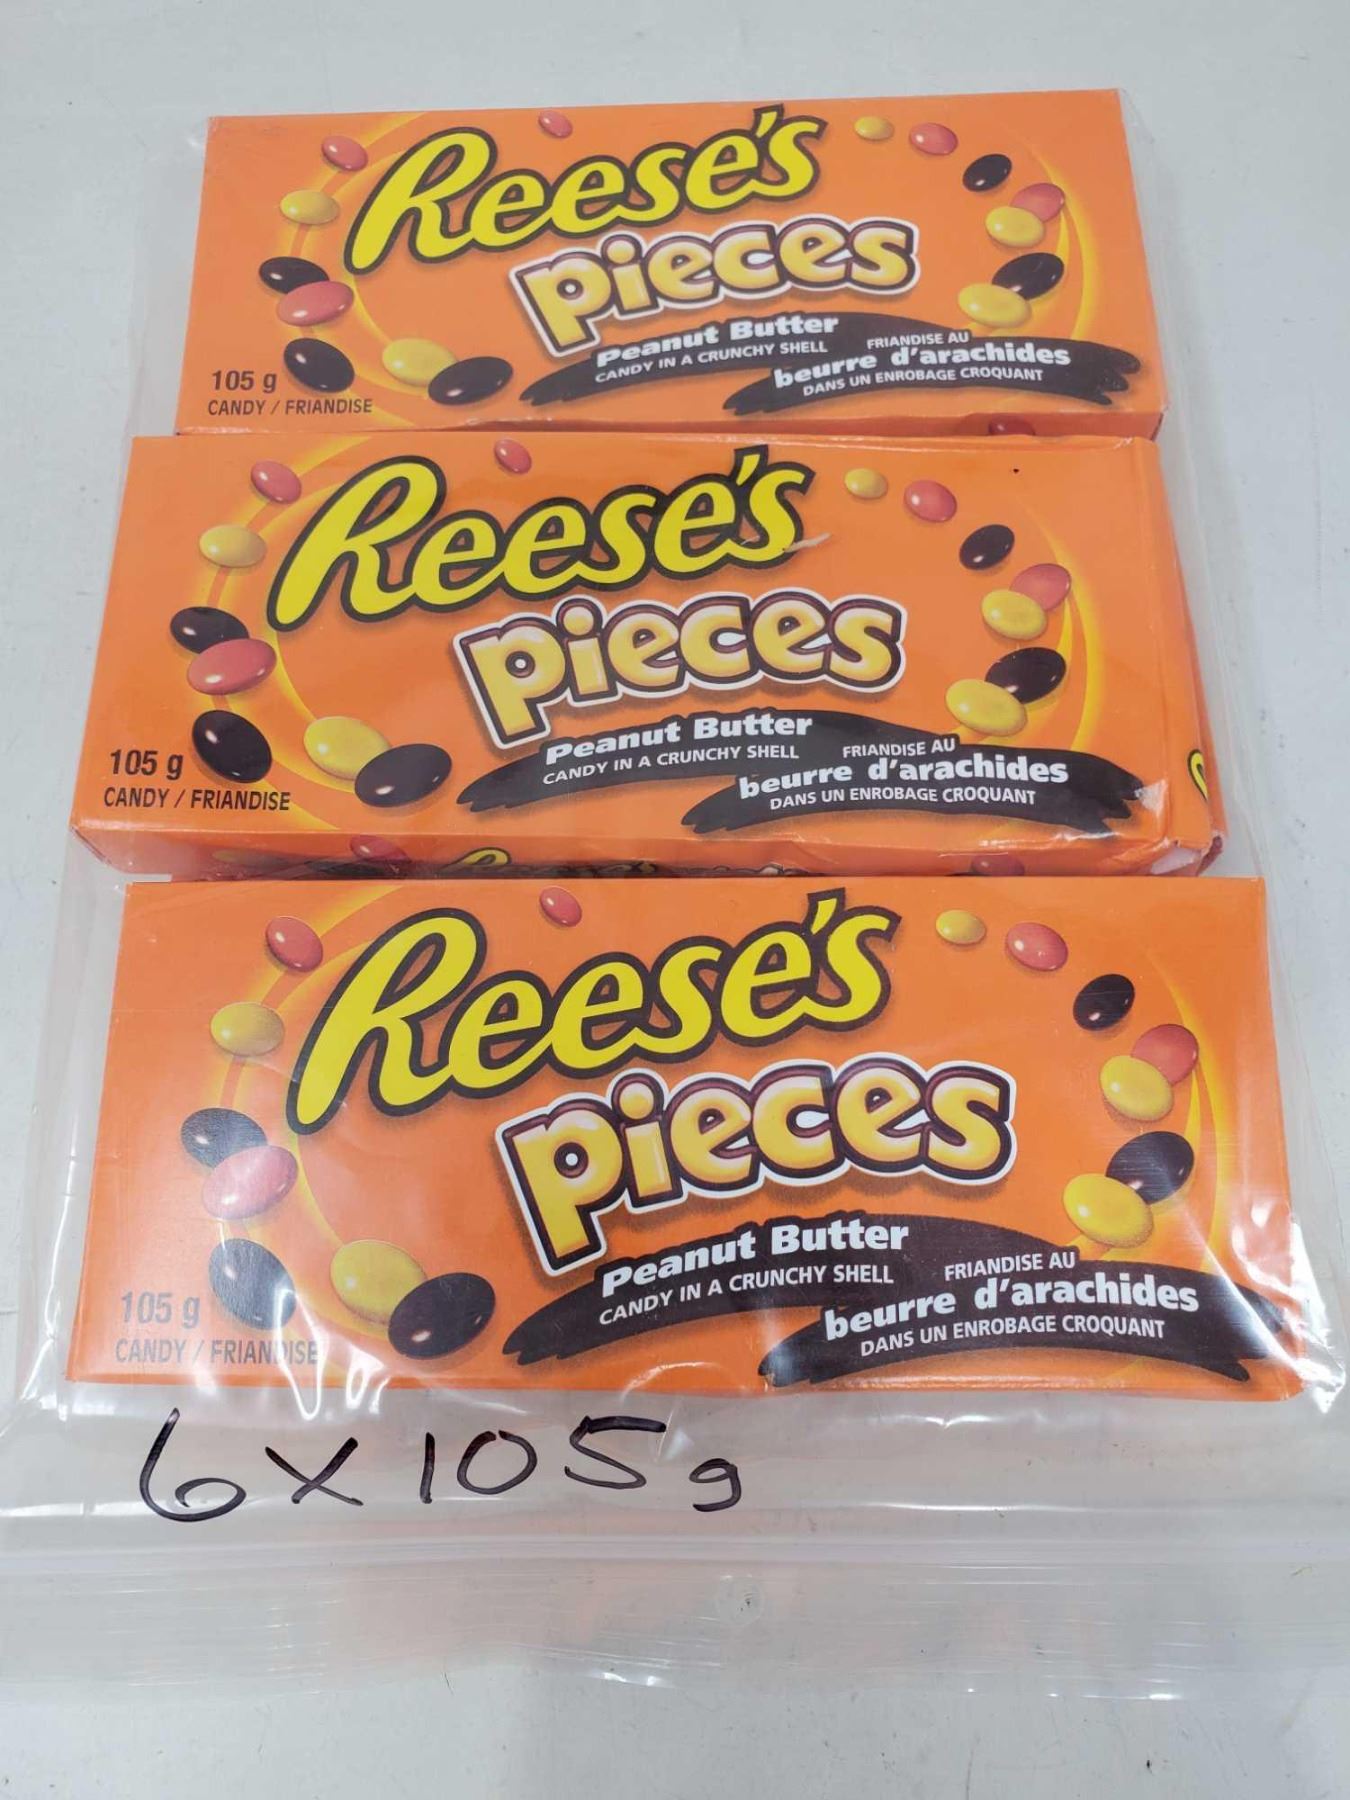 Reese's
pieces
Peanut Butter
CANDY IN A CRUNCHY SHELL
FRIANDISE AU
beurre d'arachides
DANS UN ENROBAGE CROQUANT
105 g
CANDY / FRIANDISE
Reese's
pieces
Peanut Butter
CANDY IN A CRUNCHY SHELL
FRIANDISE AU
beurre d'arachides
DANS UN ENROBAGE CROQUANT
105 g
CANDY / FRIANDISE
Reese's
pieces
Peanut Butter
CANDY IN A CRUNCHY SHELL
FRIANDISE AU
beurre d'arachides
DANS UN ENROBAGE CROQUANT
105 g
CANDY / FRIANDISE
6 x 105 g